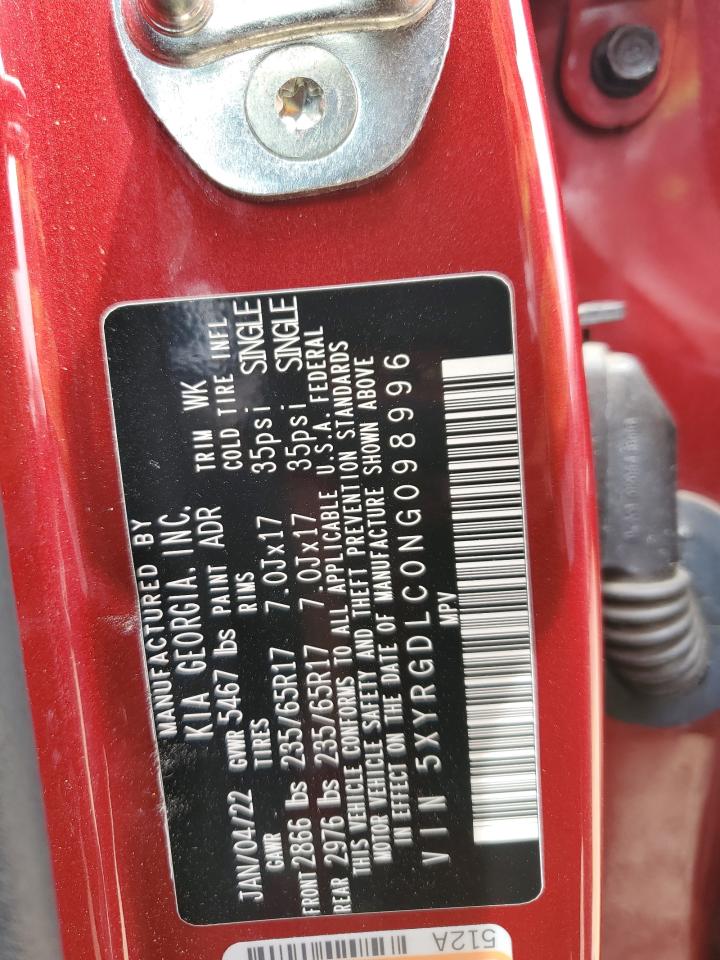 MANUFACTURED BY
KIA GEORGIA. INC.
JAN/04/22 GWWR 5467 lbs PAINT ADR TRIM WK
GAWR TIRES RIMS COLD TIRE INFL
FRONT 2866 lbs 235/65R17 7.0Jx17 35psi SINGLE
REAR 2976 lbs 235/65R17 7.0Jx17 35psi SINGLE
THIS VEHICLE CONFORMS TO ALL APPLICABLE U.S.A. FEDERAL
MOTOR VEHICLE SAFETY AND THEFT PREVENTION STANDARDS
IN EFFECT ON THE DATE OF MANUFACTURE SHOWN ABOVE
VIN 5XYRGDLC0NG098996
MPV
512A